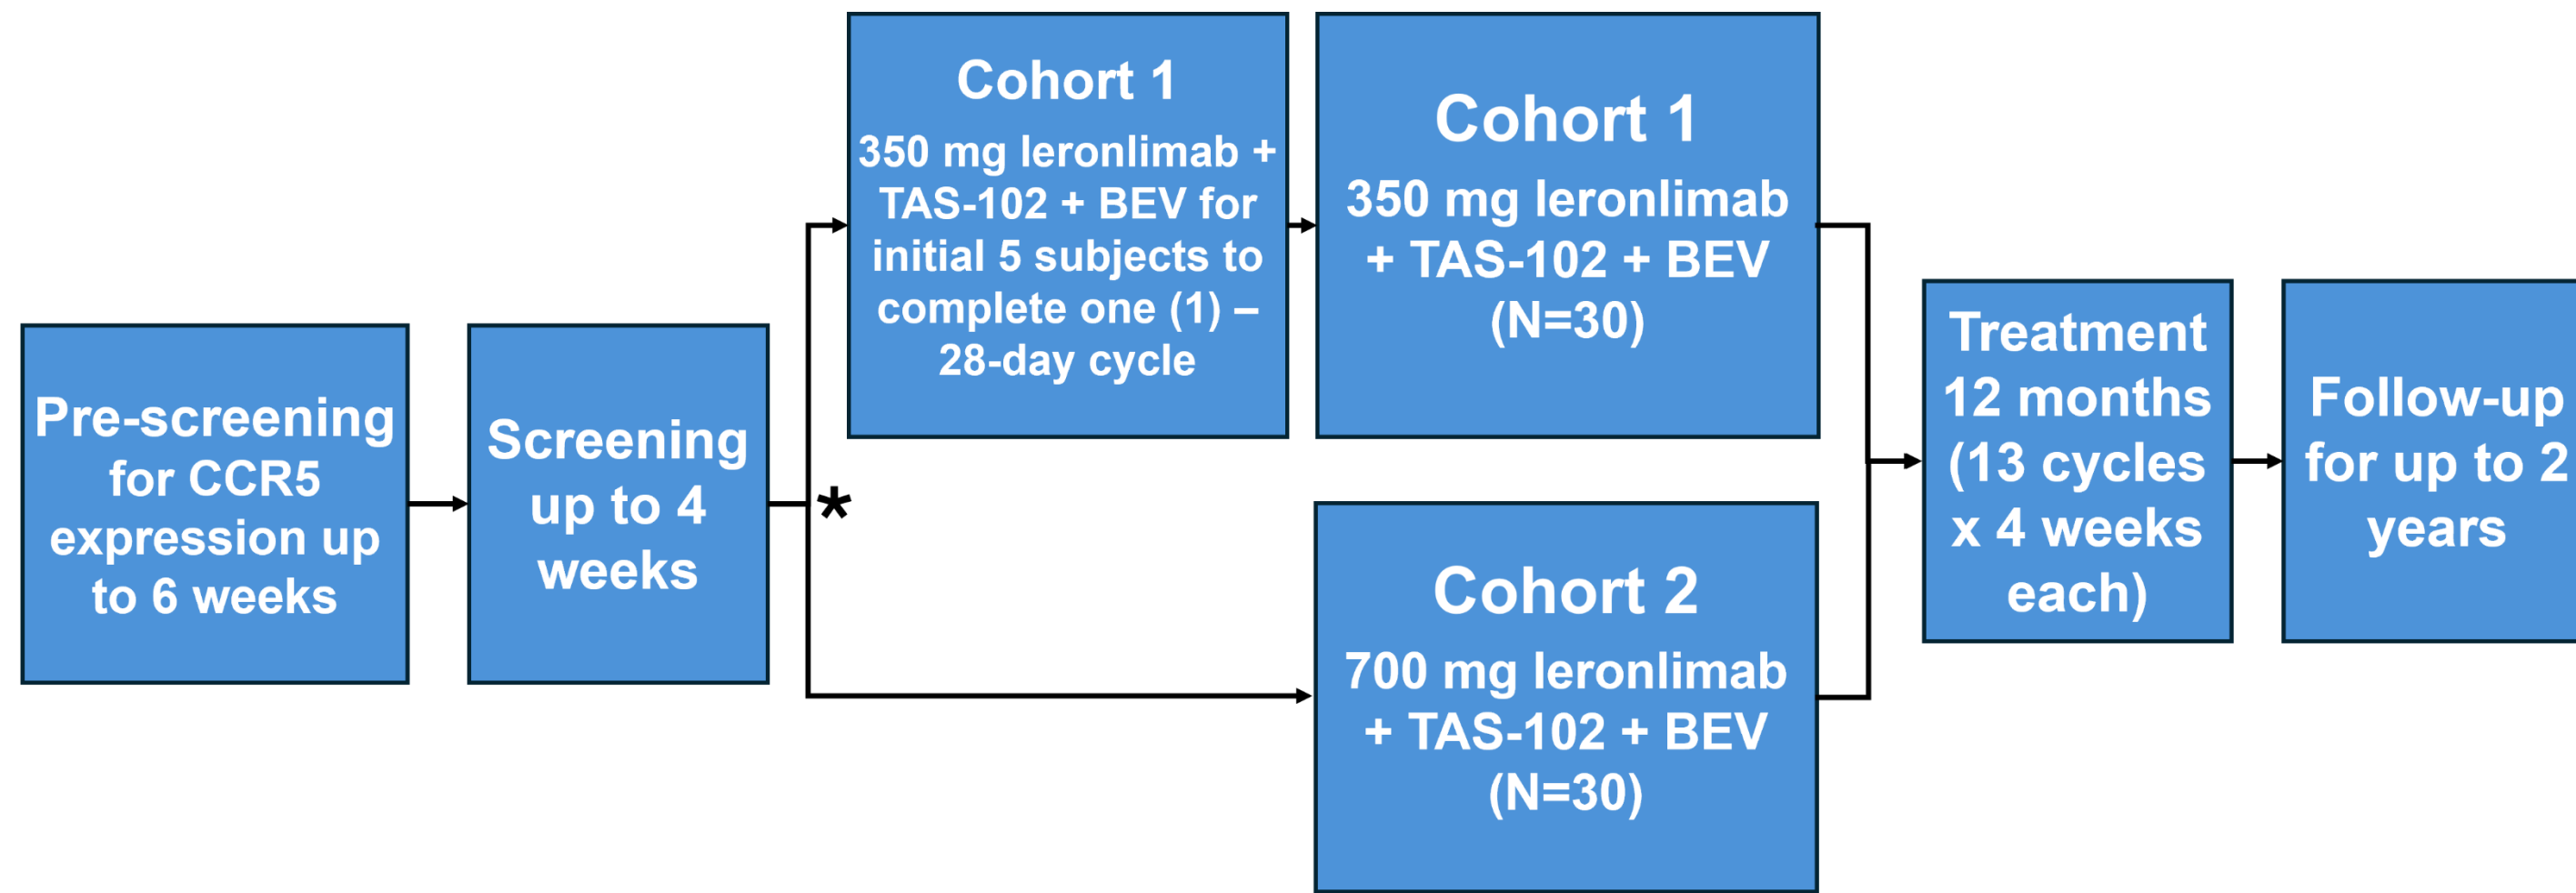 Pre-screening
for CCR5
expression up
to 6 weeks
Screening
up to 4
weeks
*
Cohort 1
350 mg leronlimab +
TAS-102 + BEV for
initial 5 subjects to
complete one (1) –
28-day cycle
Cohort 1
350 mg leronlimab
+ TAS-102 + BEV
(N=30)
Cohort 2
700 mg leronlimab
+ TAS-102 + BEV
(N=30)
Treatment
12 months
(13 cycles
x 4 weeks
each)
Follow-up
for up to 2
years